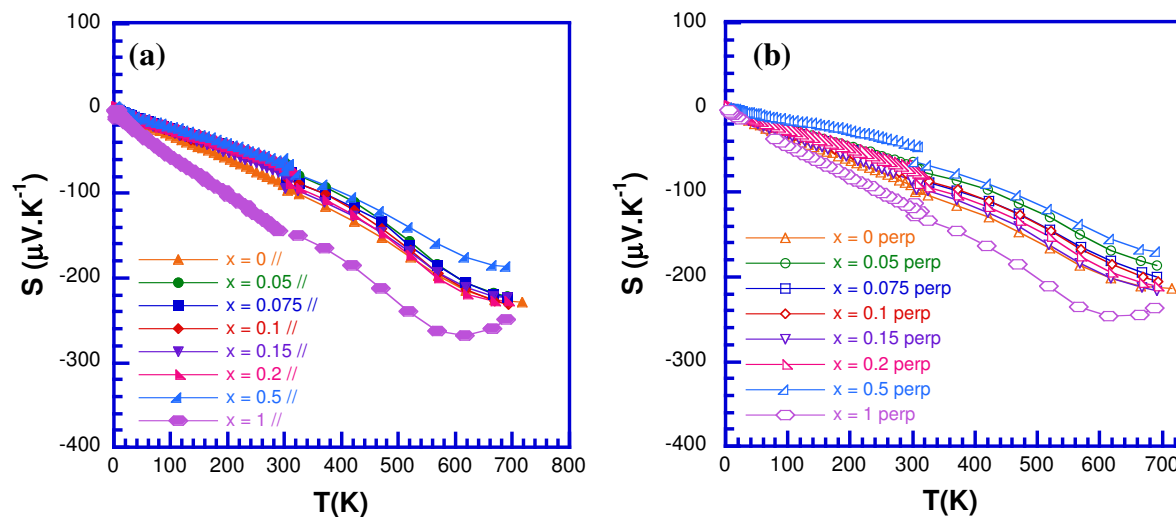 (a)
100
0
-100
-200
-300
-400
S (μV.K-1)
x = 0 //
x = 0.05 //
x = 0.075 //
x = 0.1 //
x = 0.15 //
x = 0.2 //
x = 0.5 //
x = 1 //
0 100 200 300 400 500 600 700 800
T(K)
(b)
100
0
-100
-200
-300
-400
S (μV.K-1)
x = 0 perp
x = 0.05 perp
x = 0.075 perp
x = 0.1 perp
x = 0.15 perp
x = 0.2 perp
x = 0.5 perp
x = 1 perp
0 100 200 300 400 500 600 700
T(K)